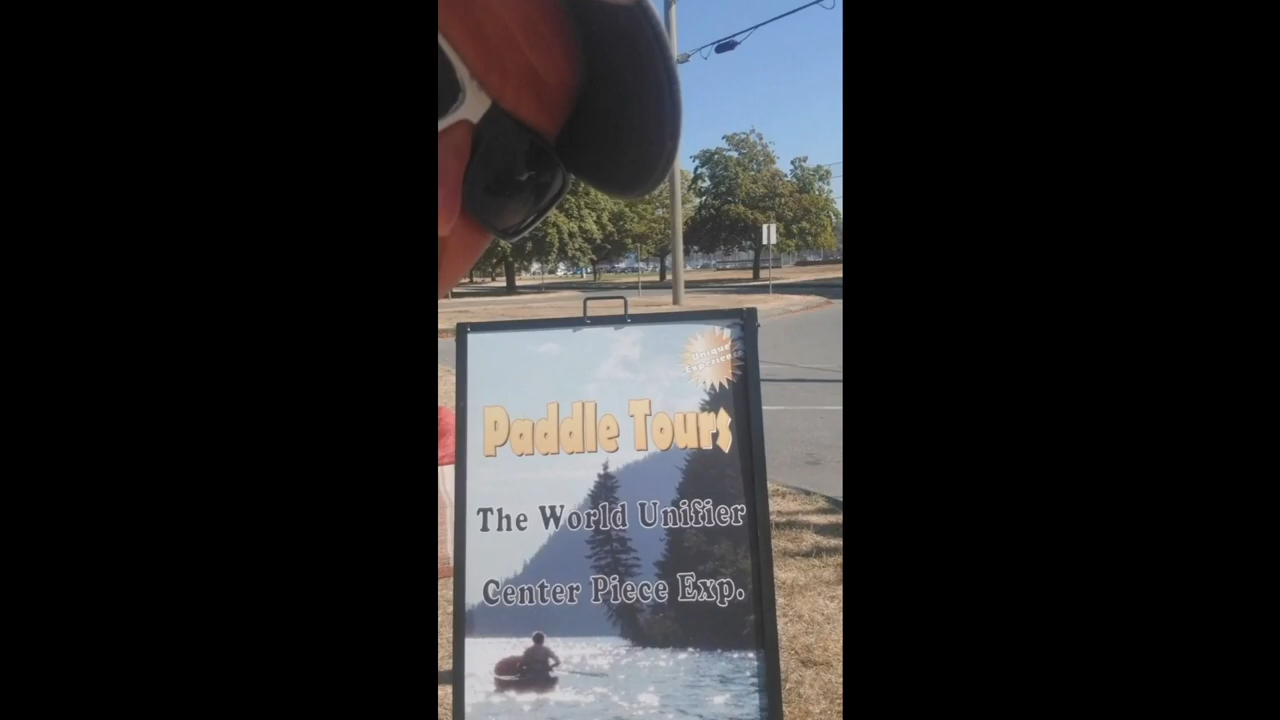 Unique
Experience
Paddle Tours
The World Unifier
Center Piece Exp.